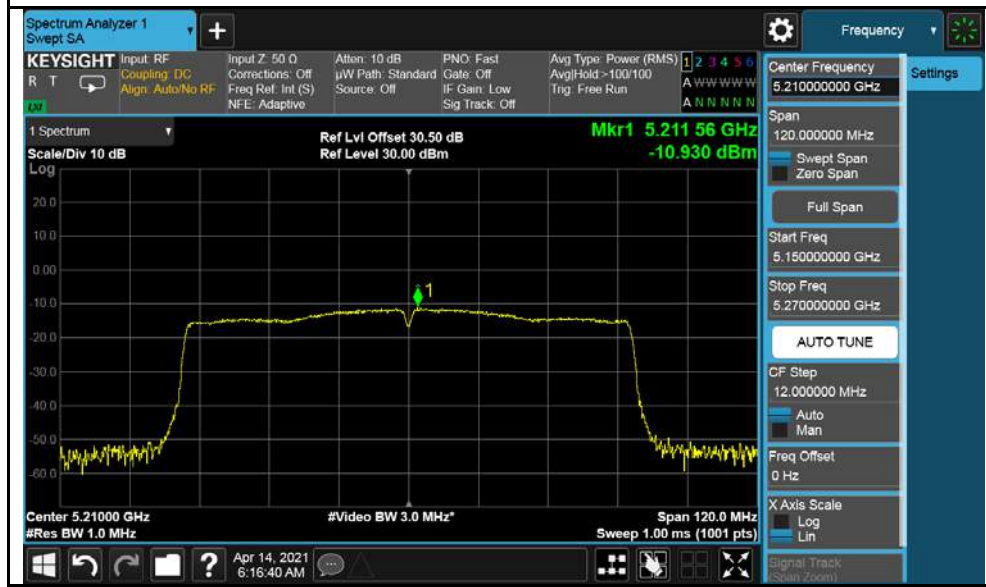 Spectrum Analyzer 1
Swept SA
+
Frequency
KEYSIGHT
R T
LXI
Input: RF
Coupling: DC
Align: Auto/No RF
Input Z: 50 Ω
Corrections: Off
Freq Ref: Int (S)
NFE: Adaptive
Atten: 10 dB
µW Path: Standard
Source: Off
PNO: Fast
Gate: Off
IF Gain: Low
Sig Track: Off
Avg Type: Power (RMS)
Avg|Hold:>100/100
Trig: Free Run
1 2 3 4 5 6
A W W W W W
A N N N N N
Center Frequency
5.210000000 GHz
Settings
Span
120.000000 MHz
Swept Span
Zero Span
Full Span
Start Freq
5.150000000 GHz
Stop Freq
5.270000000 GHz
AUTO TUNE
CF Step
12.000000 MHz
Auto
Man
Freq Offset
0 Hz
X Axis Scale
Log
Lin
Signal Track
(Span Zoom)
1 Spectrum
Scale/Div 10 dB
Log
Ref Lvl Offset 30.50 dB
Ref Level 30.00 dBm
Mkr1 5.211 56 GHz
-10.930 dBm
20.0
10.0
0.00
-10.0
-20.0
-30.0
-40.0
-50.0
-60.0
1
Center 5.21000 GHz
#Res BW 1.0 MHz
#Video BW 3.0 MHz*
Span 120.0 MHz
Sweep 1.00 ms (1001 pts)
?
Apr 14, 2021
6:16:40 AM